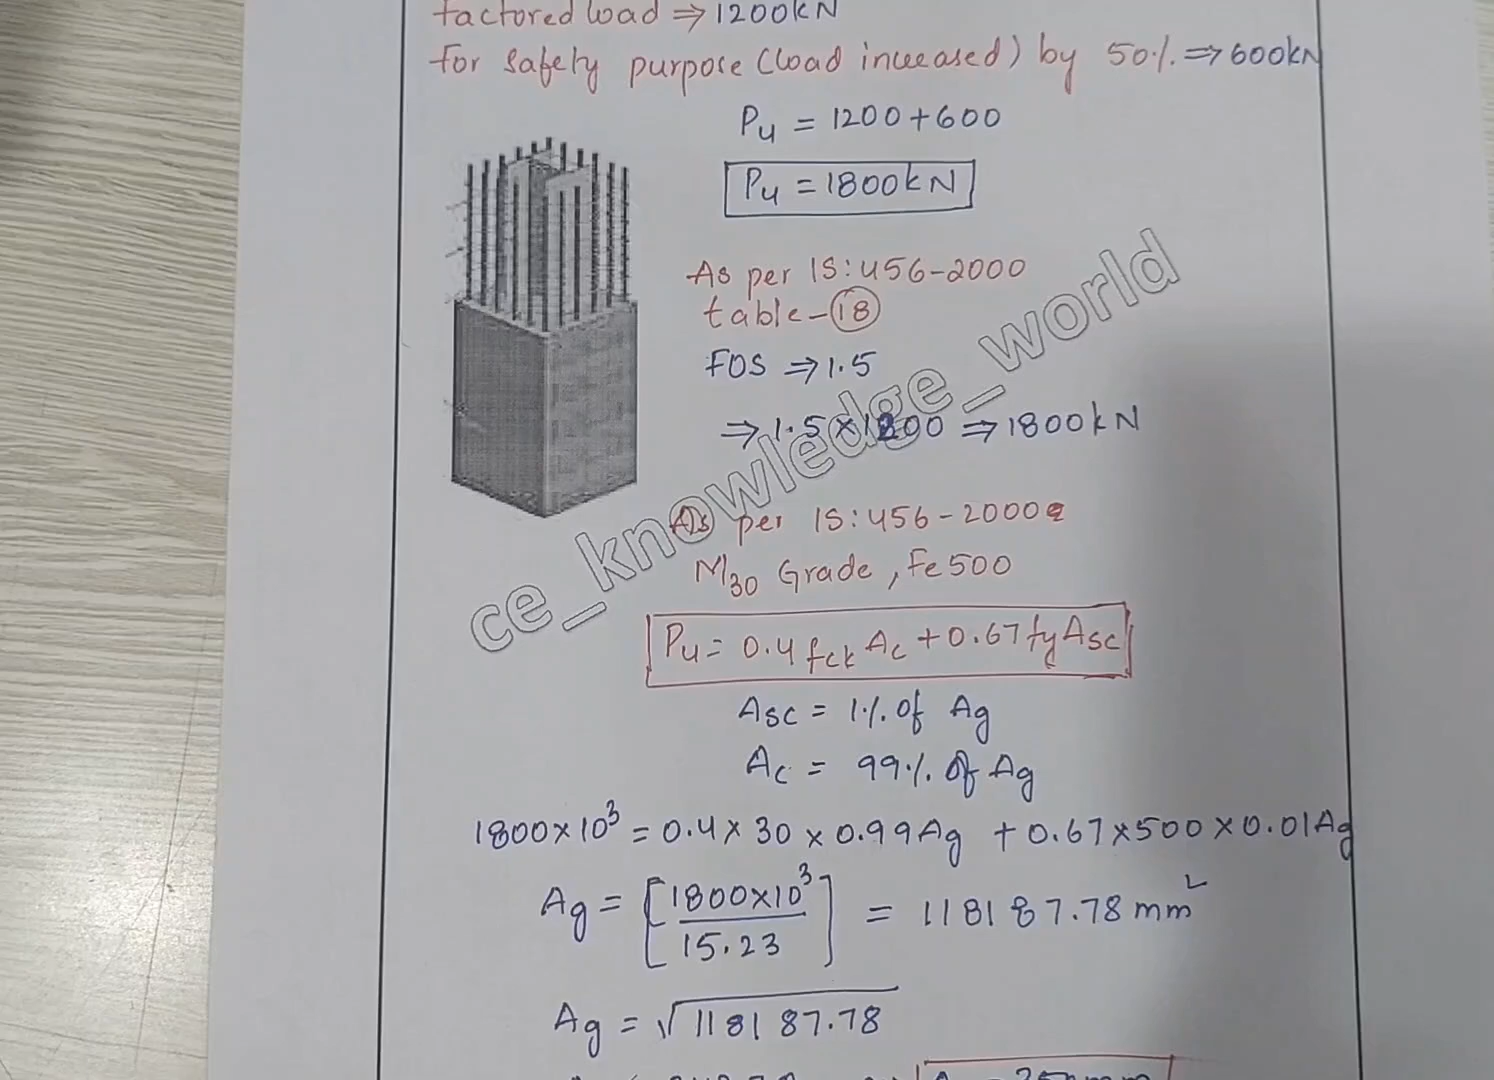 factored load ⇒ 1200kN
For safety purpose (load increased) by 50% ⇒ 600kN
Pu = 1200+600
Pu = 1800kN
As per IS:456-2000
table-18
FOS ⇒ 1.5
⇒ 1.5×1200 ⇒ 1800kN
As per IS:456-2000
M30 Grade, Fe500
Pu = 0.4 fck Ac + 0.67 fy Asc
Asc = 1% of Ag
Ac = 99% of Ag
1800×10³ = 0.4×30×0.99Ag + 0.67×500×0.01Ag
Ag = [1800×10³ / 15.23] = 118187.78 mm²
Ag = √118187.78
ce_knowledge_world